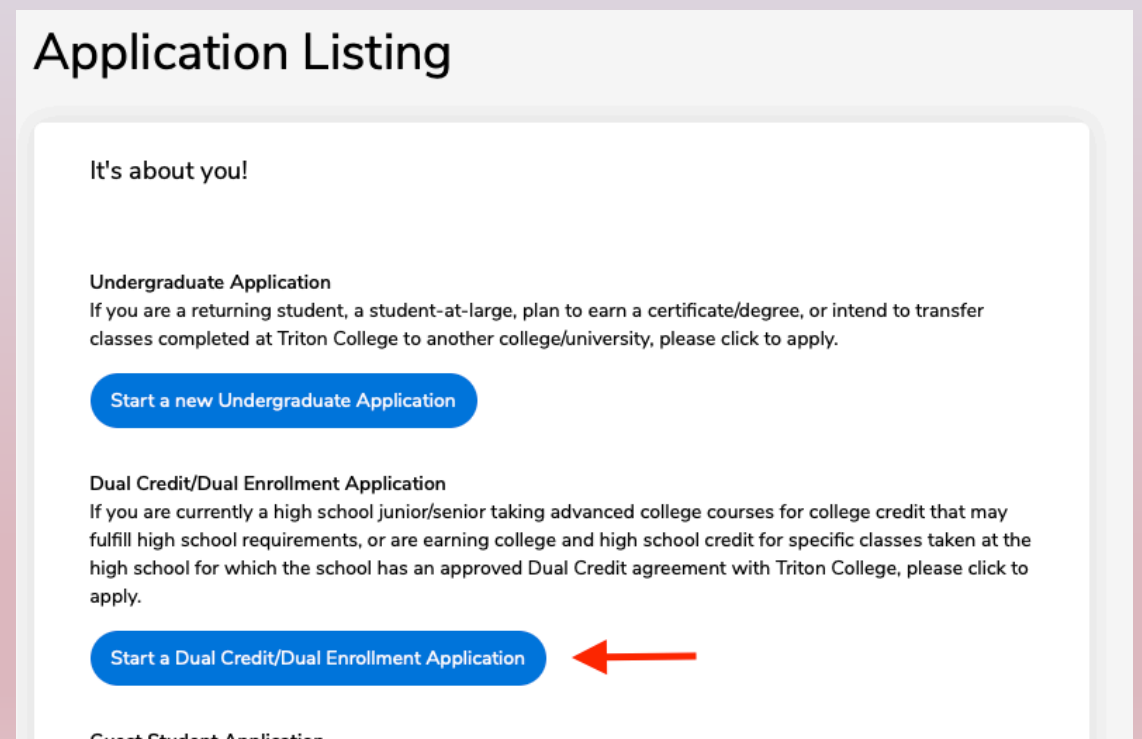 Application Listing
It's about you!
Undergraduate Application
If you are a returning student, a student-at-large, plan to earn a certificate/degree, or intend to transfer
classes completed at Triton College to another college/university, please click to apply.
Start a new Undergraduate Application
Dual Credit/Dual Enrollment Application
If you are currently a high school junior/senior taking advanced college courses for college credit that may
fulfill high school requirements, or are earning college and high school credit for specific classes taken at the
high school for which the school has an approved Dual Credit agreement with Triton College, please click to
apply.
Start a Dual Credit/Dual Enrollment Application
Guest Student Application